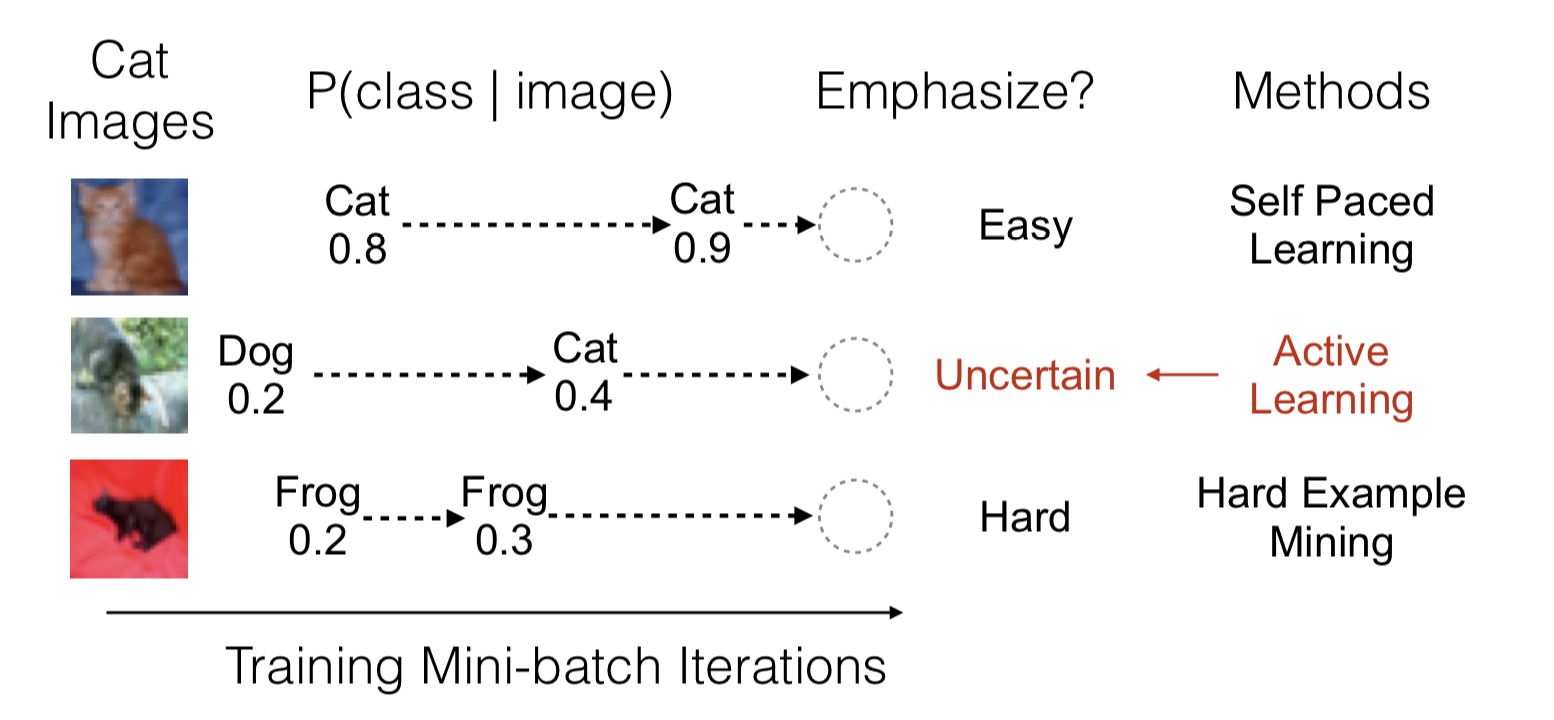 Cat
Images
P(class | image)
Emphasize?
Methods
Cat
0.8
Cat
0.9
Easy
Self Paced
Learning
Dog
0.2
Cat
0.4
Uncertain
Active
Learning
Frog
0.2
Frog
0.3
Hard
Hard Example
Mining
Training Mini-batch Iterations